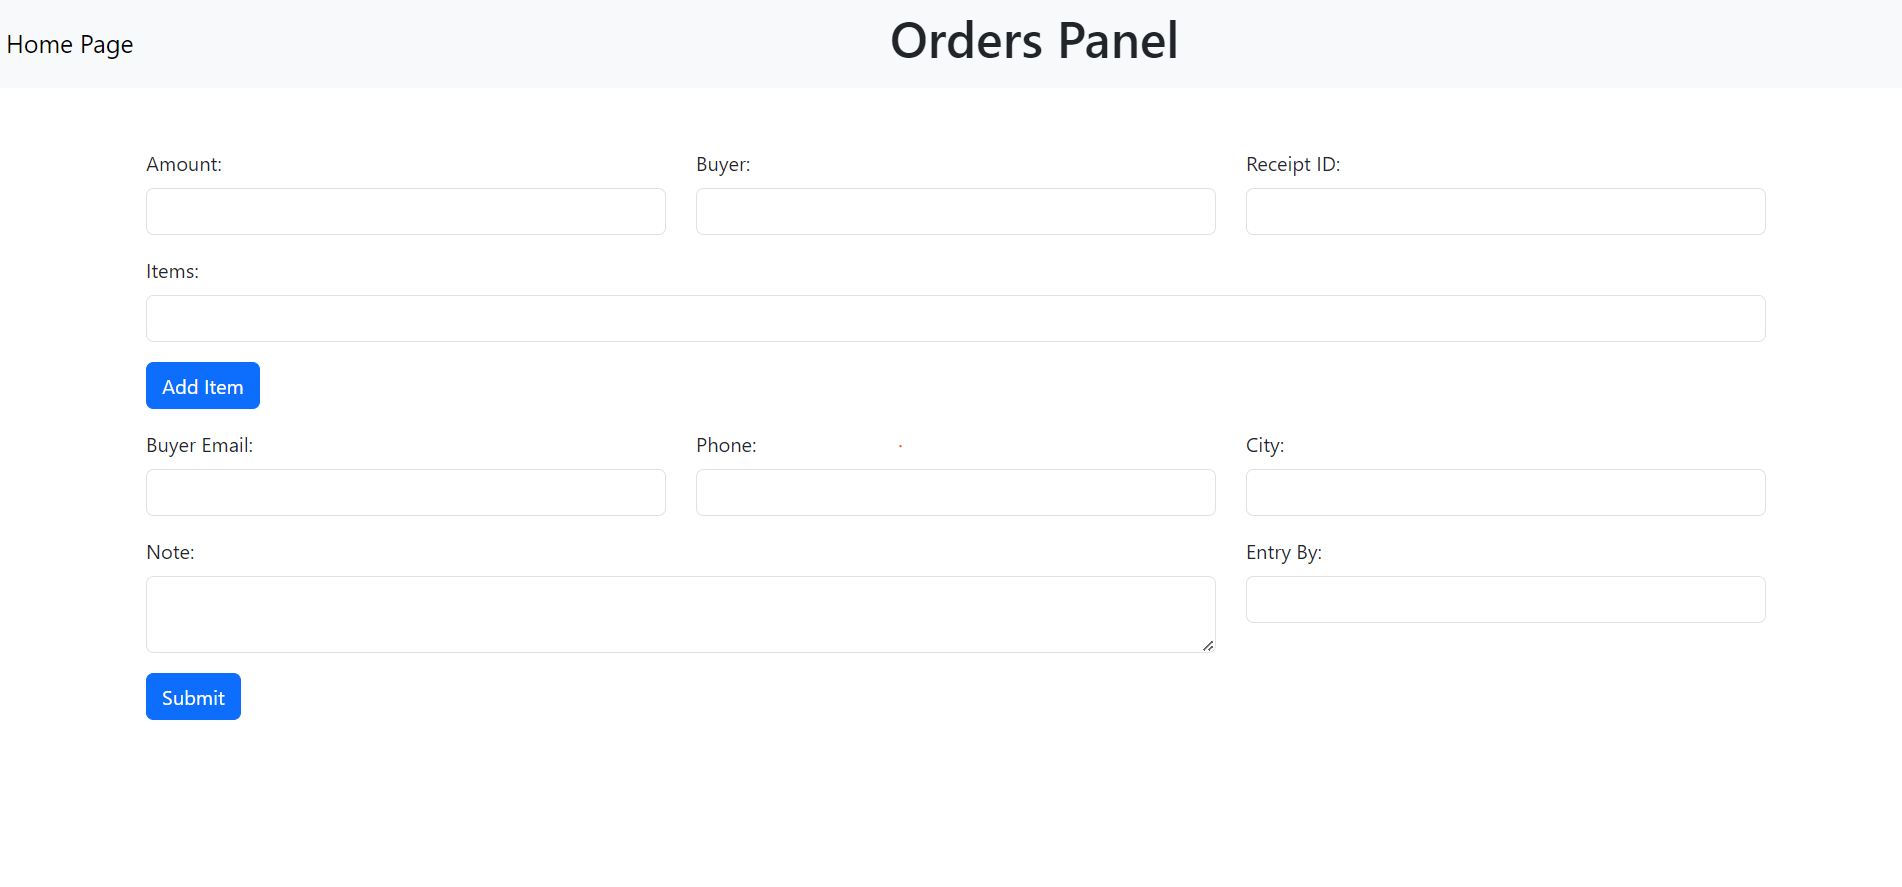 Home Page
Orders Panel
Amount:
Buyer:
Receipt ID:
Items:
Add Item
Buyer Email:
Phone:
City:
Note:
Entry By:
Submit